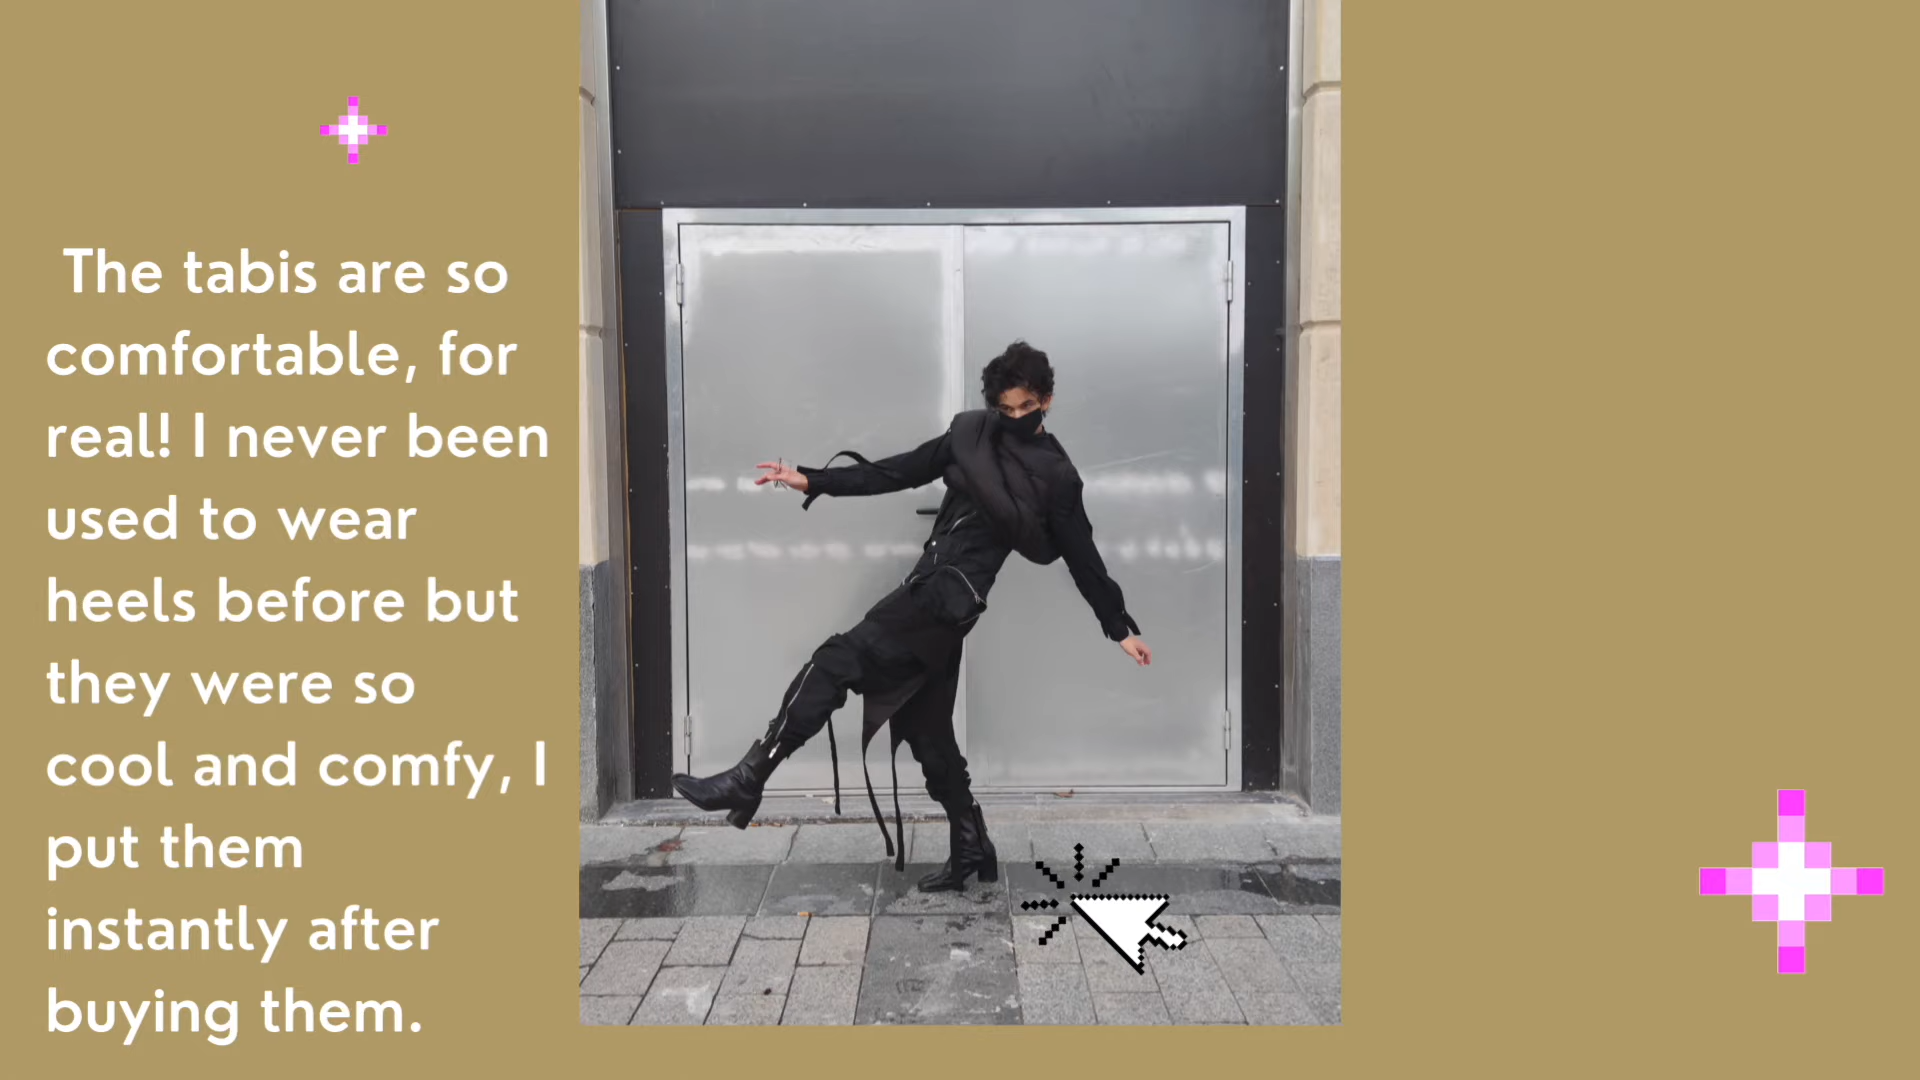 The tabis are so
comfortable, for
real! I never been
used to wear
heels before but
they were so
cool and comfy, I
put them
instantly after
buying them.